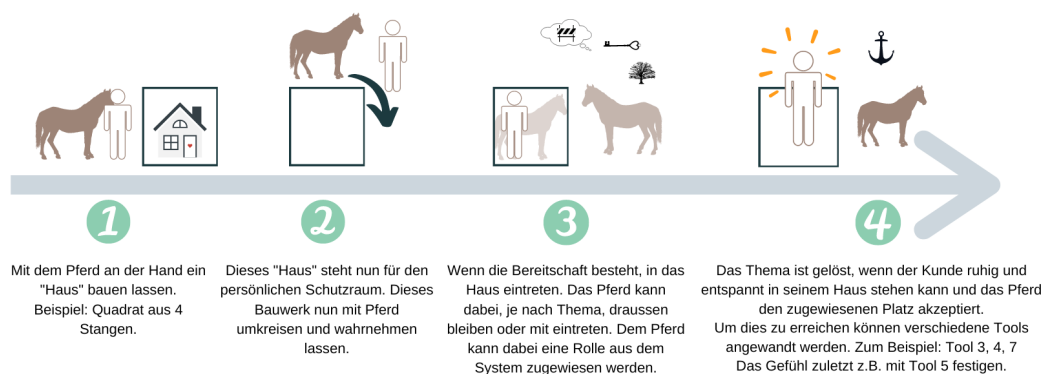 1
Mit dem Pferd an der Hand ein
"Haus" bauen lassen.
Beispiel: Quadrat aus 4
Stangen.
2
Dieses "Haus" steht nun für den
persönlichen Schutzraum. Dieses
Bauwerk nun mit Pferd
umkreisen und wahrnehmen
lassen.
3
Wenn die Bereitschaft besteht, in das
Haus eintreten. Das Pferd kann
dabei, je nach Thema, draussen
bleiben oder mit eintreten. Dem Pferd
kann dabei eine Rolle aus dem
System zugewiesen werden.
4
Das Thema ist gelöst, wenn der Kunde ruhig und
entspannt in seinem Haus stehen kann und das Pferd
den zugewiesenen Platz akzeptiert.
Um dies zu erreichen können verschiedene Tools
angewandt werden. Zum Beispiel: Tool 3, 4, 7
Das Gefühl zuletzt z.B. mit Tool 5 festigen.